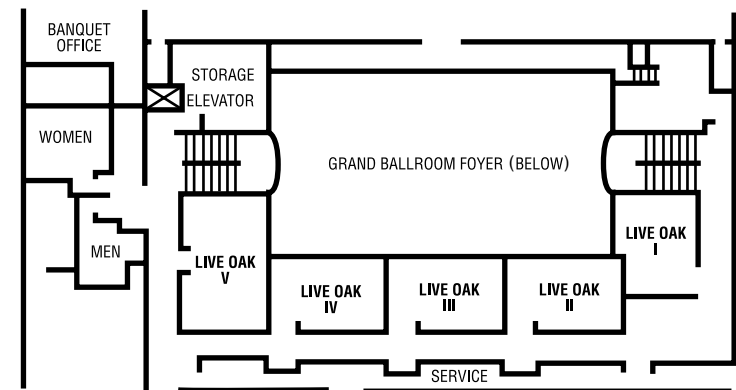 BANQUET
OFFICE
STORAGE
ELEVATOR
WOMEN
GRAND BALLROOM FOYER (BELOW)
MEN
LIVE OAK
V
LIVE OAK
IV
LIVE OAK
III
LIVE OAK
II
LIVE OAK
I
SERVICE